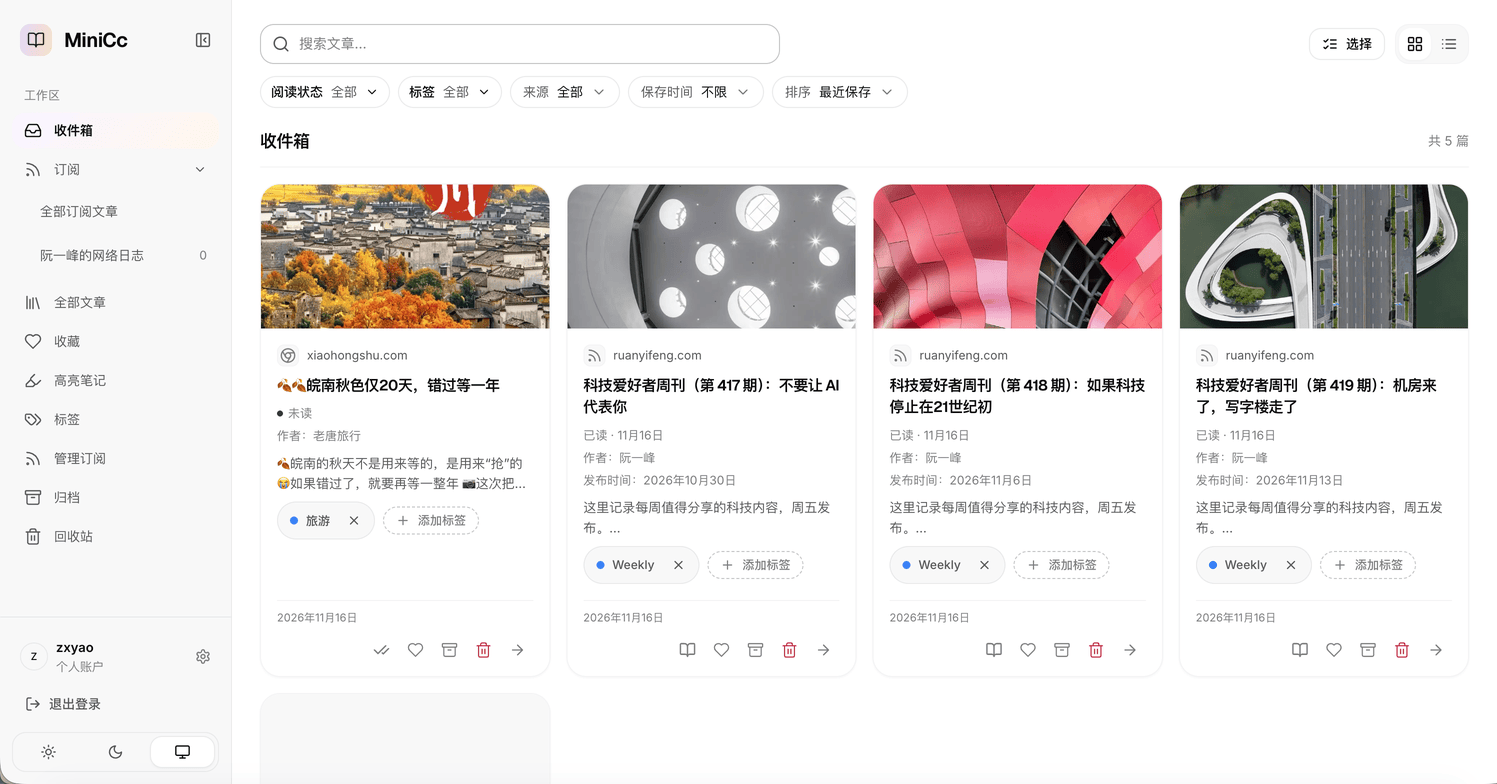 MiniCc
搜索文章...
选择
阅读状态 全部
标签 全部
来源 全部
保存时间 不限
排序 最近保存
工作区
收件箱
订阅
全部订阅文章
阮一峰的网络日志 0
全部文章
收藏
高亮笔记
标签
管理订阅
归档
回收站
z
zxyao
个人账户
退出登录
收件箱
共 5 篇
xiaohongshu.com
🍂🍂皖南秋色仅20天，错过等一年
未读
作者：老唐旅行
🍂皖南的秋天不是用来等的，是用来“抢”的
😭如果错过了，就要再等一整年 📷这次把...
旅游
添加标签
2026年11月16日
ruanyifeng.com
科技爱好者周刊（第 417 期）：不要让 AI
代表你
已读 · 11月16日
作者：阮一峰
发布时间：2026年10月30日
这里记录每周值得分享的科技内容，周五发
布。...
Weekly
添加标签
2026年11月16日
ruanyifeng.com
科技爱好者周刊（第 418 期）：如果科技
停止在21世纪初
已读 · 11月16日
作者：阮一峰
发布时间：2026年11月6日
这里记录每周值得分享的科技内容，周五发
布。...
Weekly
添加标签
2026年11月16日
ruanyifeng.com
科技爱好者周刊（第 419 期）：机房来
了，写字楼走了
已读 · 11月16日
作者：阮一峰
发布时间：2026年11月13日
这里记录每周值得分享的科技内容，周五发
布。...
Weekly
添加标签
2026年11月16日